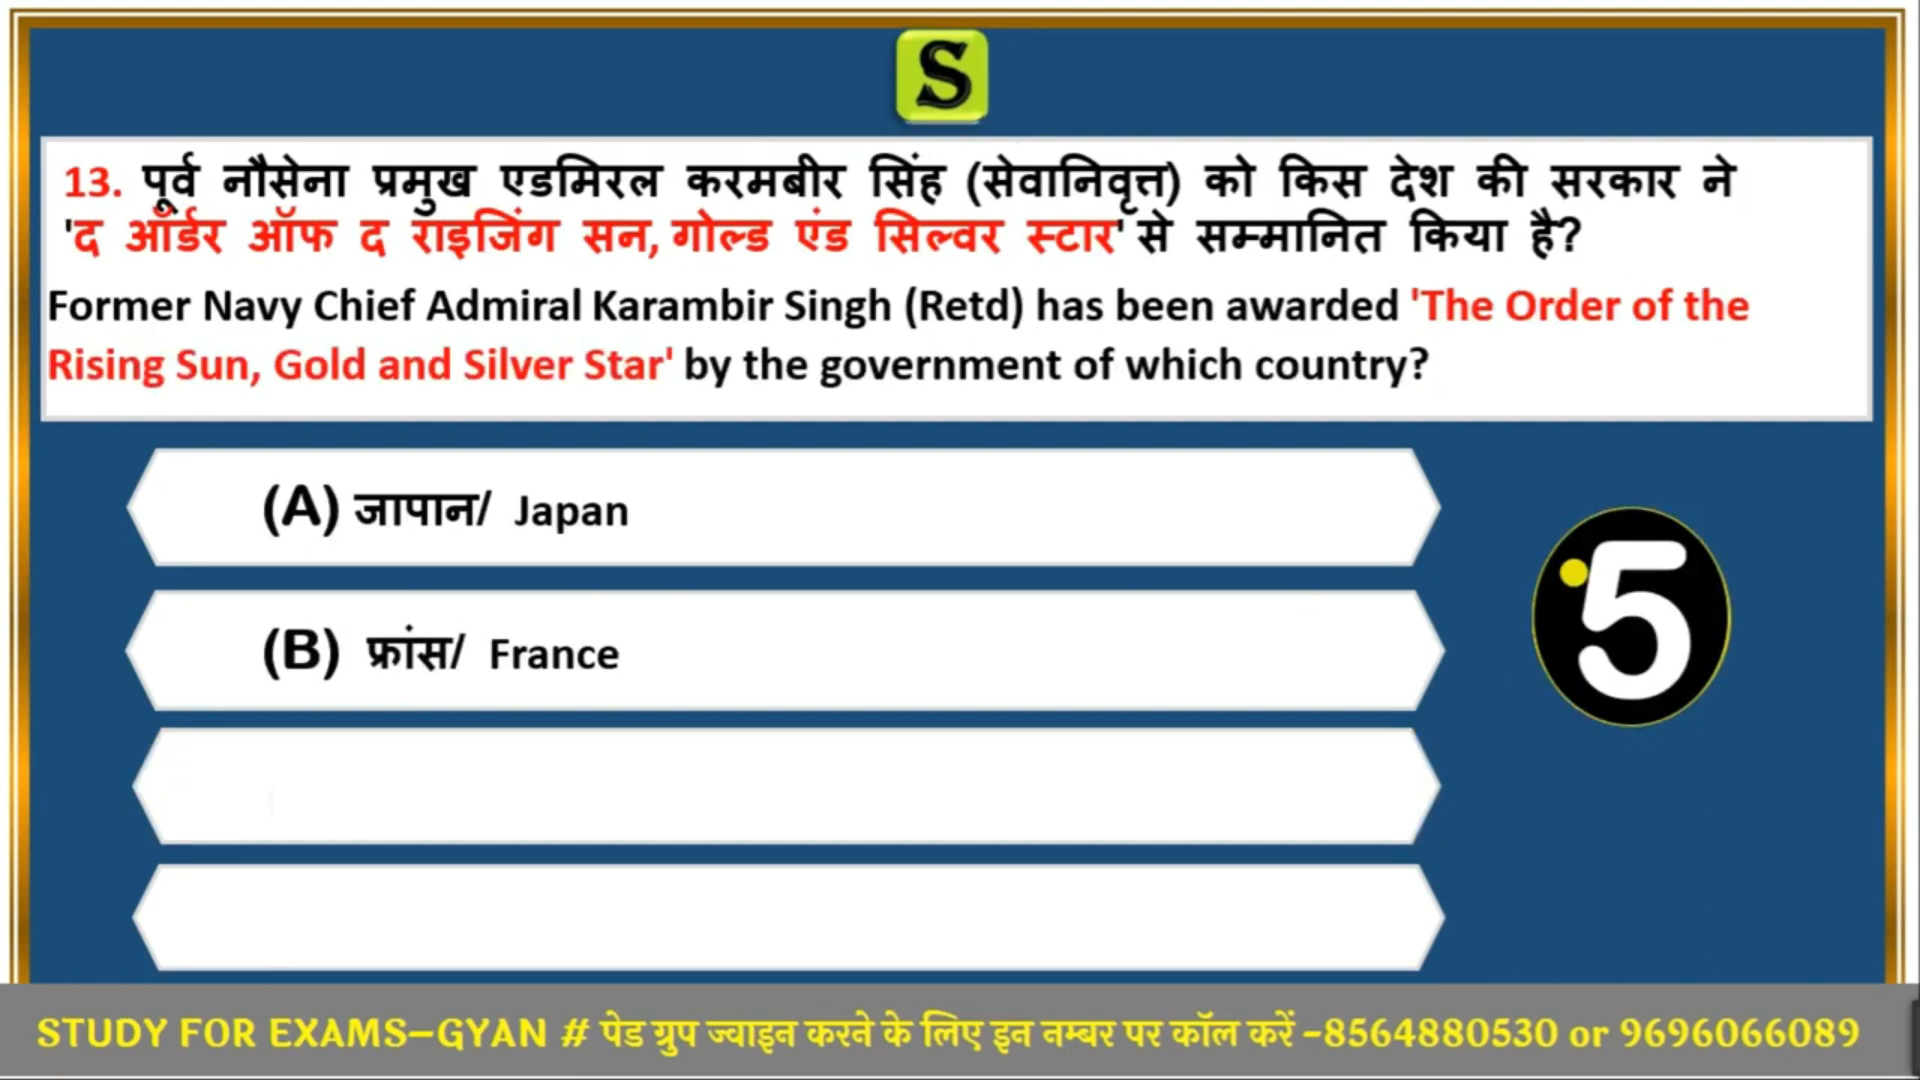 S
13. पूर्व नौसेना प्रमुख एडमिरल करमबीर सिंह (सेवानिवृत्त) को किस देश की सरकार ने
'द ऑर्डर ऑफ द राइजिंग सन, गोल्ड एंड सिल्वर स्टार' से सम्मानित किया है?
Former Navy Chief Admiral Karambir Singh (Retd) has been awarded 'The Order of the
Rising Sun, Gold and Silver Star' by the government of which country?
(A) जापान/ Japan
(B) फ्रांस/ France
5
STUDY FOR EXAMS–GYAN # पेड ग्रुप ज्वाइन करने के लिए इन नम्बर पर कॉल करें –8564880530 or 9696066089